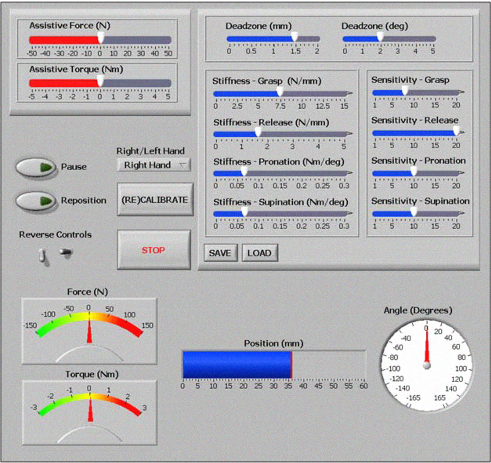 Assistive Force (N)
-50 -40 -30 -20 -10 0 10 20 30 40 50
Assistive Torque (Nm)
-5 -4 -3 -2 -1 0 1 2 3 4 5
Deadzone (mm)
0 0.5 1 1.5 2
Deadzone (deg)
0 1 2 3 4 5
Stiffness - Grasp (N/mm)
0 2.5 5 7.5 10 12.5 15
Stiffness - Release (N/mm)
0 1 2 3 4 5
Stiffness - Pronation (Nm/deg)
0 0.05 0.1 0.15 0.2 0.25 0.3
Stiffness - Supination (Nm/deg)
0 0.05 0.1 0.15 0.2 0.25 0.3
Sensitivity - Grasp
1 5 10 15 20
Sensitivity - Release
1 5 10 15 20
Sensitivity - Pronation
1 5 10 15 20
Sensitivity - Supination
1 5 10 15 20
SAVE
LOAD
Pause
Right/Left Hand
Right Hand
Reposition
(RE)CALIBRATE
Reverse Controls
STOP
Force (N)
-150 -100 -50 0 50 100 150
Torque (Nm)
-3 -2 -1 0 1 2 3
Position (mm)
0 5 10 15 20 25 30 35 40 45 50 55 60
Angle (Degrees)
-165 -140 -120 -100 -80 -60 -40 -20 0 20 40 60 80 100 120 140 165